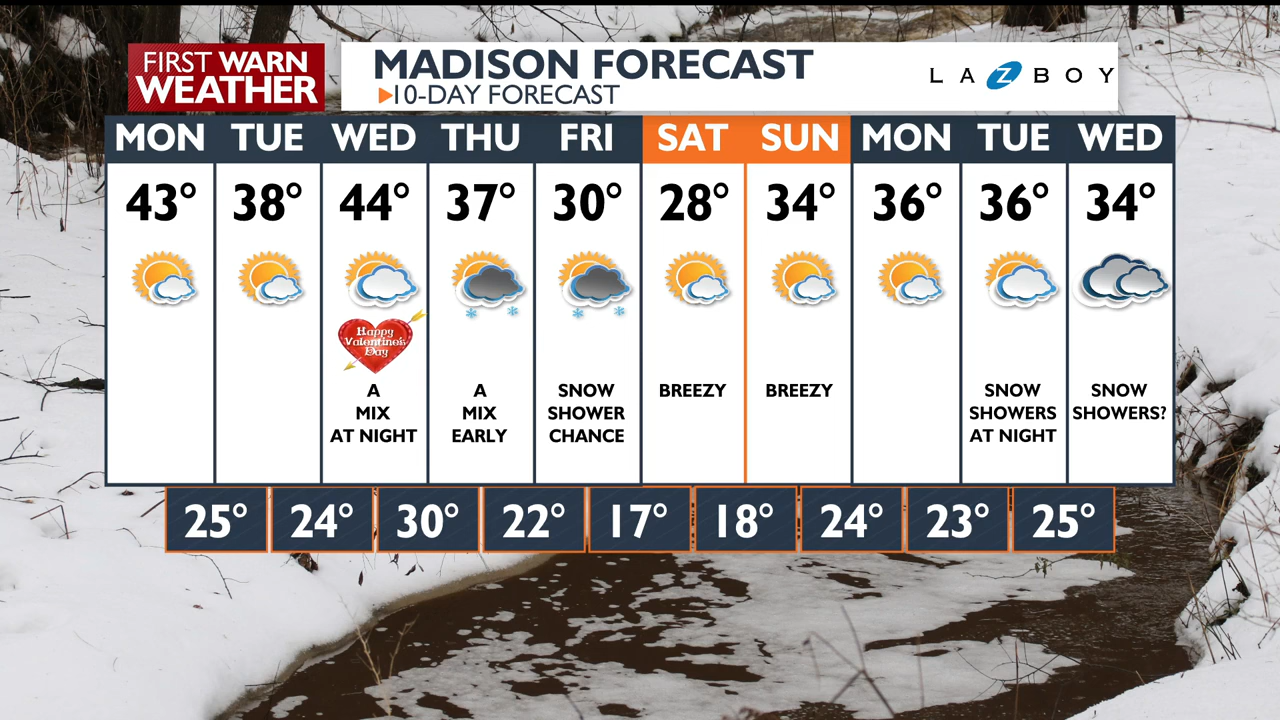 FIRST WARN
WEATHER
MADISON FORECAST
10-DAY FORECAST
LA Z BOY
MON TUE WED THU FRI SAT SUN MON TUE WED
43° 38° 44° 37° 30° 28° 34° 36° 36° 34°
Happy
Valentine's
Day
A
MIX
AT NIGHT
A
MIX
EARLY
SNOW
SHOWER
CHANCE
BREEZY
BREEZY
SNOW
SHOWERS
AT NIGHT
SNOW
SHOWERS?
25° 24° 30° 22° 17° 18° 24° 23° 25°